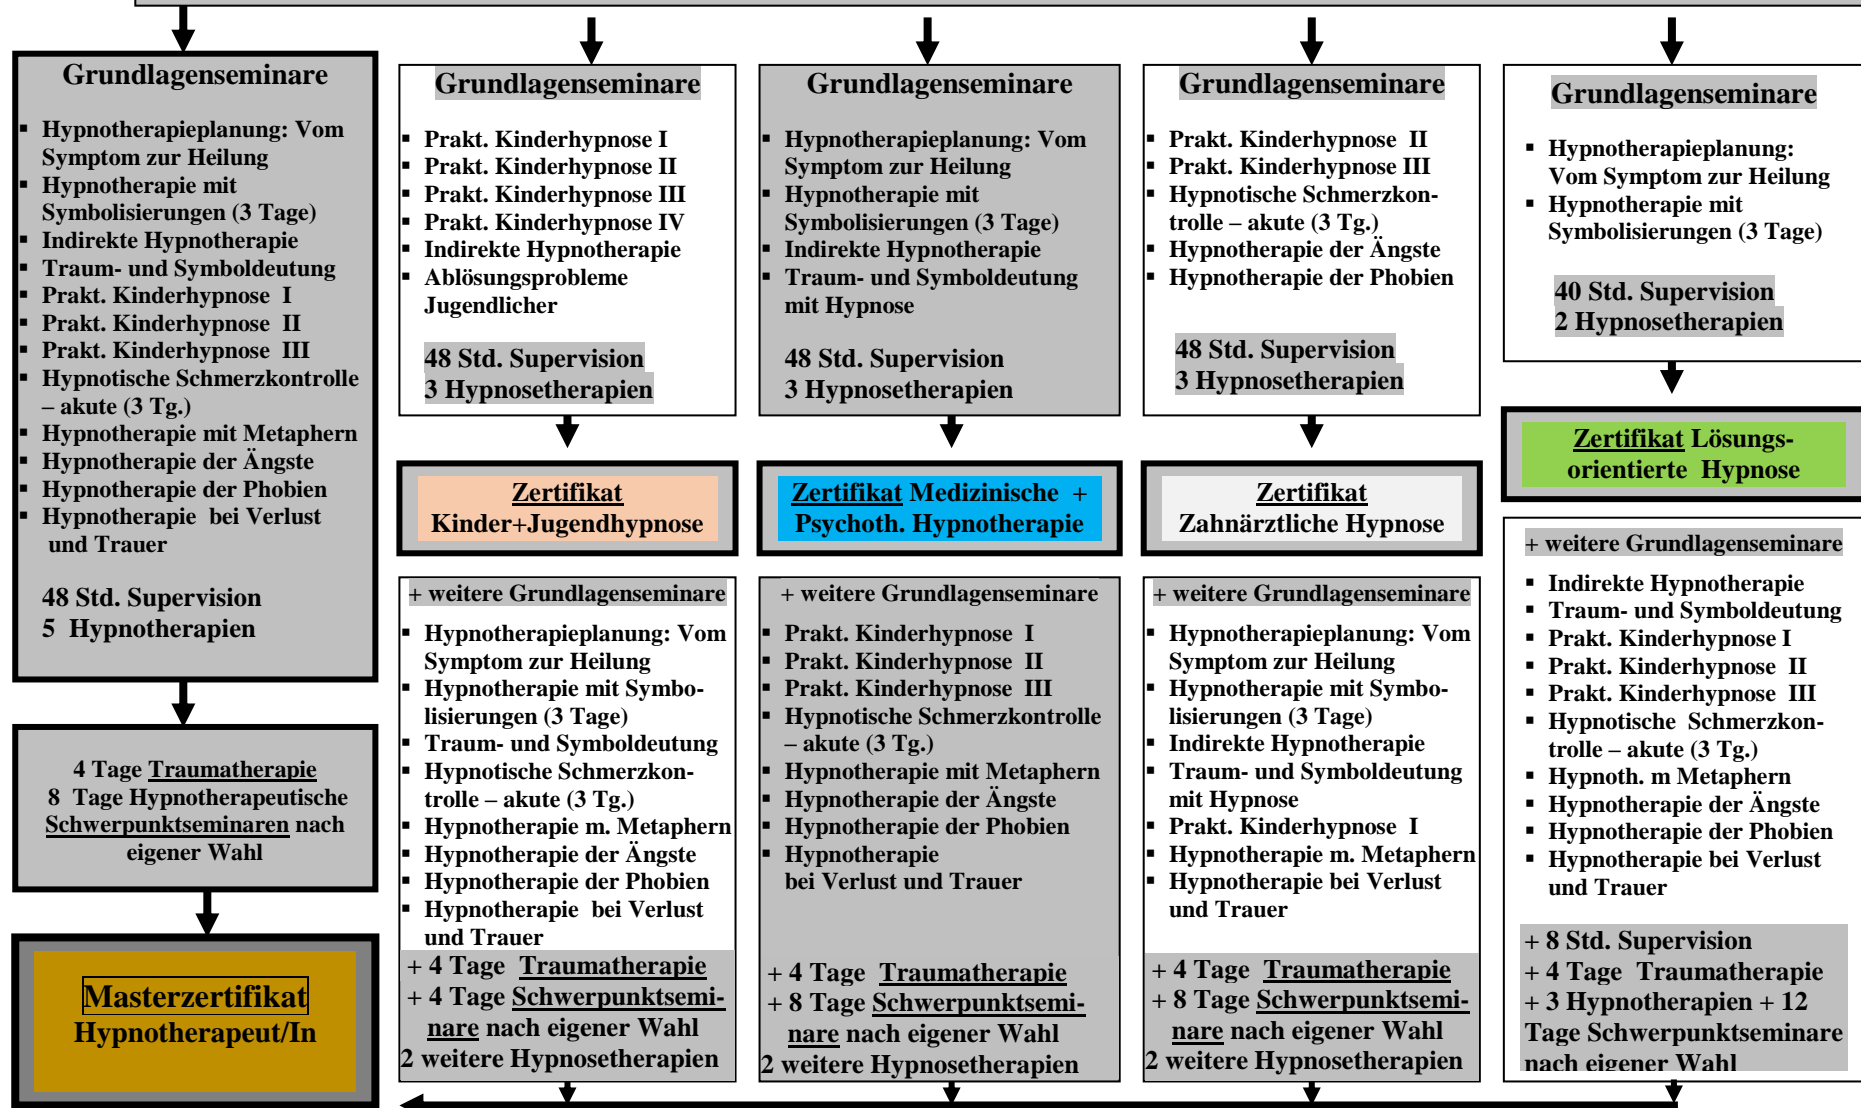 Grundlagenseminare
▪ Hypnotherapieplanung: Vom
Symptom zur Heilung
▪ Hypnotherapie mit
Symbolisierungen (3 Tage)
▪ Indirekte Hypnotherapie
▪ Traum- und Symboldeutung
▪ Prakt. Kinderhypnose I
▪ Prakt. Kinderhypnose II
▪ Prakt. Kinderhypnose III
▪ Hypnotische Schmerzkontrolle
– akute (3 Tg.)
▪ Hypnotherapie mit Metaphern
▪ Hypnotherapie der Ängste
▪ Hypnotherapie der Phobien
▪ Hypnotherapie bei Verlust
und Trauer
48 Std. Supervision
5 Hypnotherapien
4 Tage Traumatherapie
8 Tage Hypnotherapeutische
Schwerpunktseminaren nach
eigener Wahl
Masterzertifikat
Hypnotherapeut/In
Grundlagenseminare
▪ Prakt. Kinderhypnose I
▪ Prakt. Kinderhypnose II
▪ Prakt. Kinderhypnose III
▪ Prakt. Kinderhypnose IV
▪ Indirekte Hypnotherapie
▪ Ablösungsprobleme
Jugendlicher
48 Std. Supervision
3 Hypnosetherapien
Zertifikat
Kinder+Jugendhypnose
+ weitere Grundlagenseminare
▪ Hypnotherapieplanung: Vom
Symptom zur Heilung
▪ Hypnotherapie mit Symbo-
lisierungen (3 Tage)
▪ Traum- und Symboldeutung
▪ Hypnotische Schmerzkon-
trolle – akute (3 Tg.)
▪ Hypnotherapie m. Metaphern
▪ Hypnotherapie der Ängste
▪ Hypnotherapie der Phobien
▪ Hypnotherapie bei Verlust
und Trauer
+ 4 Tage Traumatherapie
+ 4 Tage Schwerpunktsemi-
nare nach eigener Wahl
2 weitere Hypnosetherapien
Grundlagenseminare
▪ Hypnotherapieplanung: Vom
Symptom zur Heilung
▪ Hypnotherapie mit
Symbolisierungen (3 Tage)
▪ Indirekte Hypnotherapie
▪ Traum- und Symboldeutung
mit Hypnose
48 Std. Supervision
3 Hypnosetherapien
Zertifikat Medizinische +
Psychoth. Hypnotherapie
+ weitere Grundlagenseminare
▪ Prakt. Kinderhypnose I
▪ Prakt. Kinderhypnose II
▪ Prakt. Kinderhypnose III
▪ Hypnotische Schmerzkontrolle
– akute (3 Tg.)
▪ Hypnotherapie mit Metaphern
▪ Hypnotherapie der Ängste
▪ Hypnotherapie der Phobien
▪ Hypnotherapie
bei Verlust und Trauer
+ 4 Tage Traumatherapie
+ 8 Tage Schwerpunktsemi-
nare nach eigener Wahl
2 weitere Hypnosetherapien
Grundlagenseminare
▪ Prakt. Kinderhypnose II
▪ Prakt. Kinderhypnose III
▪ Hypnotische Schmerzkon-
trolle – akute (3 Tg.)
▪ Hypnotherapie der Ängste
▪ Hypnotherapie der Phobien
48 Std. Supervision
3 Hypnosetherapien
Zertifikat
Zahnärztliche Hypnose
+ weitere Grundlagenseminare
▪ Hypnotherapieplanung: Vom
Symptom zur Heilung
▪ Hypnotherapie mit Symbo-
lisierungen (3 Tage)
▪ Indirekte Hypnotherapie
▪ Traum- und Symboldeutung
mit Hypnose
▪ Prakt. Kinderhypnose I
▪ Hypnotherapie m. Metaphern
▪ Hypnotherapie bei Verlust
und Trauer
+ 4 Tage Traumatherapie
+ 8 Tage Schwerpunktsemi-
nare nach eigener Wahl
2 weitere Hypnosetherapien
Grundlagenseminare
▪ Hypnotherapieplanung:
Vom Symptom zur Heilung
▪ Hypnotherapie mit
Symbolisierungen (3 Tage)
40 Std. Supervision
2 Hypnosetherapien
Zertifikat Lösungs-
orientierte Hypnose
+ weitere Grundlagenseminare
▪ Indirekte Hypnotherapie
▪ Traum- und Symboldeutung
▪ Prakt. Kinderhypnose I
▪ Prakt. Kinderhypnose II
▪ Prakt. Kinderhypnose III
▪ Hypnotische Schmerzkon-
trolle – akute (3 Tg.)
▪ Hypnoth. m Metaphern
▪ Hypnotherapie der Ängste
▪ Hypnotherapie der Phobien
▪ Hypnotherapie bei Verlust
und Trauer
+ 8 Std. Supervision
+ 4 Tage Traumatherapie
+ 3 Hypnotherapien + 12
Tage Schwerpunktseminare
nach eigener Wahl